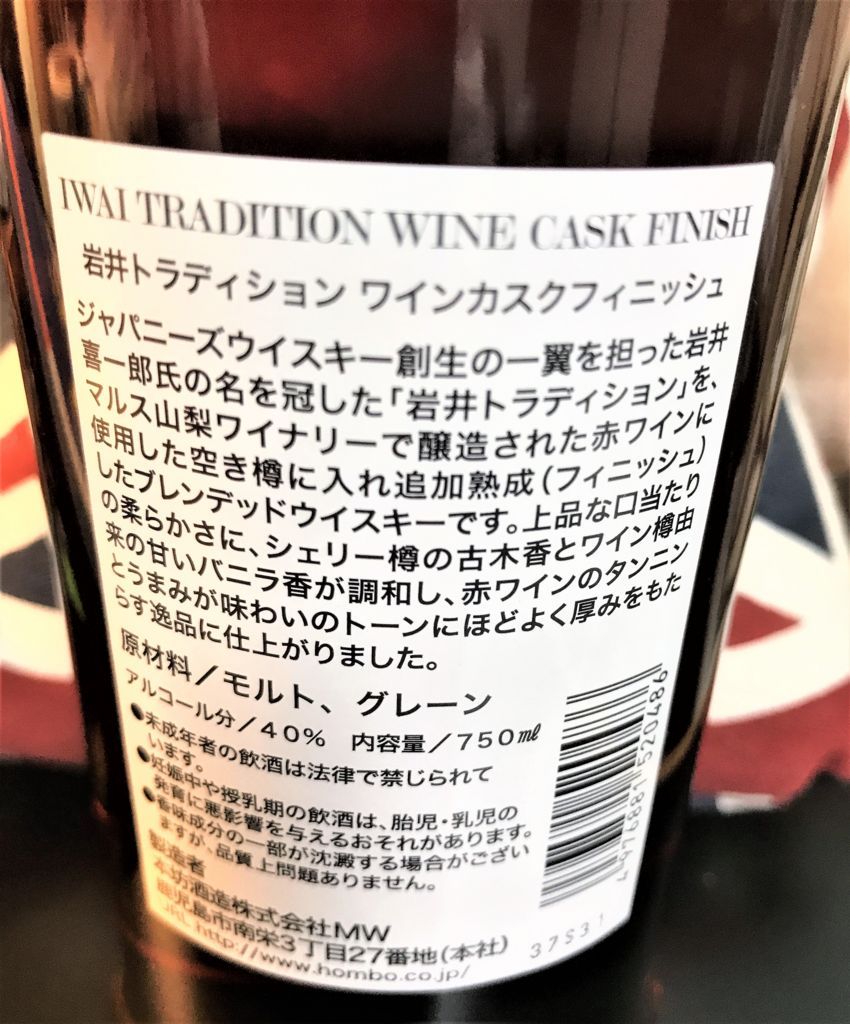 IWAI TRADITION WINE CASK FINISH
岩井トラディション ワインカスクフィニッシュ
ジャパニーズウイスキー創生の一翼を担った岩井
喜一郎氏の名を冠した「岩井トラディション」を、
マルス山梨ワイナリーで醸造された赤ワインに
使用した空き樽に入れ追加熟成(フィニッシュ)
したブレンデッドウイスキーです。上品な口当たり
の柔らかさに、シェリー樽の古木香とワイン樽由
来の甘いバニラ香が調和し、赤ワインのタンニン
とうまみが味わいのトーンにほどよく厚みをもた
らす逸品に仕上がりました。
原材料/モルト、グレーン
アルコール分/40% 内容量/750㎖
●未成年者の飲酒は法律で禁じられて
います。
●妊娠中や授乳期の飲酒は、胎児・乳児の
発育に悪影響を与えるおそれがあります。
●香味成分の一部が沈澱する場合がござい
ますが、品質上問題ありません。
製造者
本坊酒造株式会社MW
鹿児島市南栄3丁目27番地(本社)
URL http://www.hombo.co.jp/
4 976881 520486
37S31